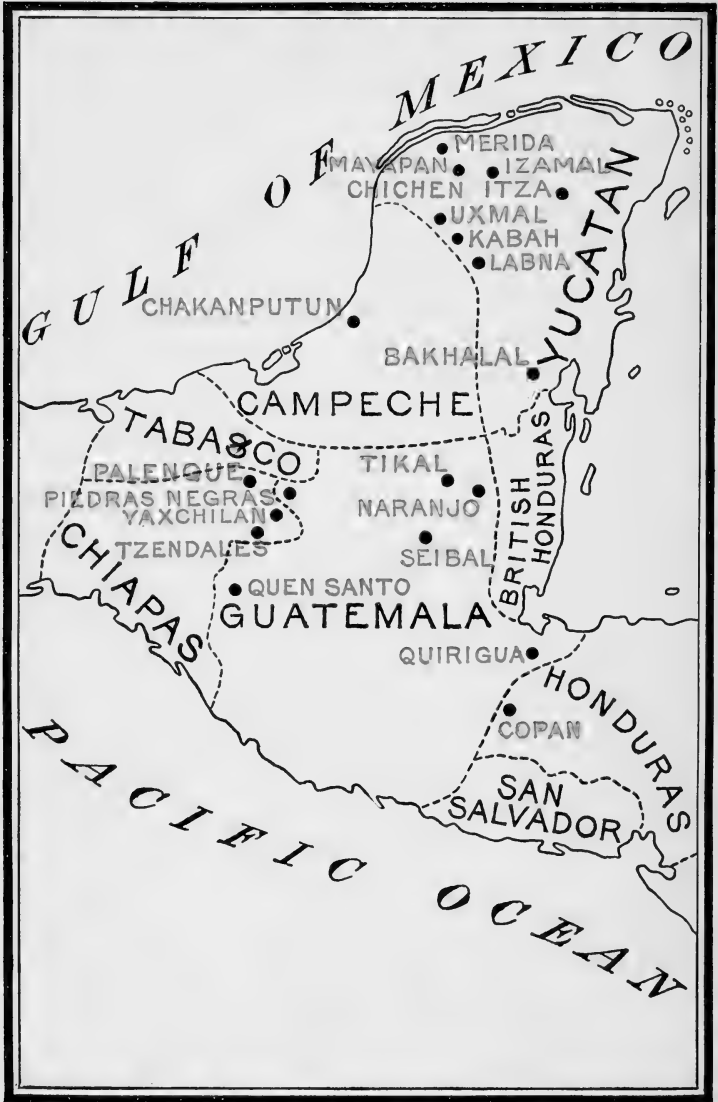 GULF OF MEXICO
MERIDA
MAYAPAN
IZAMAL
CHICHEN ITZA
UXMAL
KABAH
LABNA
YUCATAN
CHAKANPUTUN
BAKHALAL
CAMPECHE
TABASCO
PALENQUE
PIEDRAS NEGRAS
YAXCHILAN
TZENDALES
CHIAPAS
TIKAL
NARANJO
SEIBAL
BRITISH
HONDURAS
QUEN SANTO
GUATEMALA
QUIRIGUA
HONDURAS
COPAN
SAN
SALVADOR
PACIFIC OCEAN